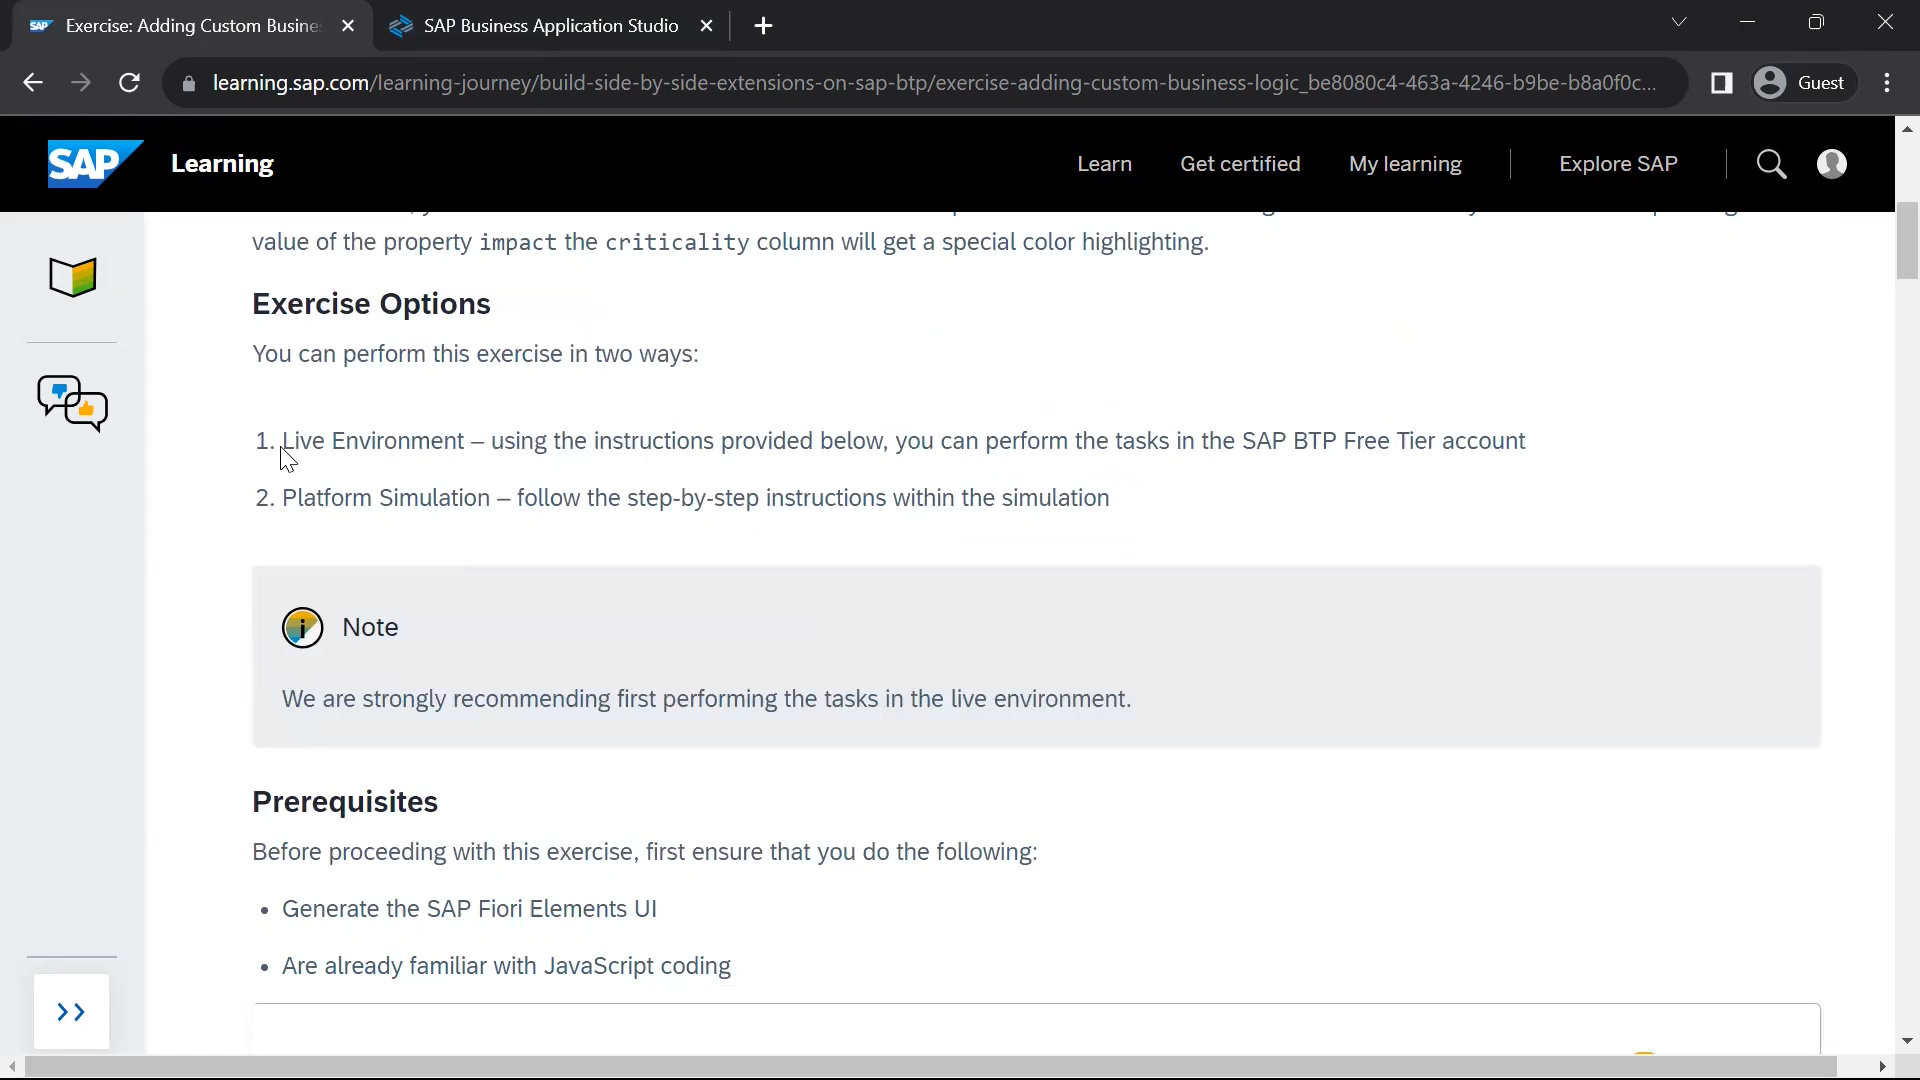 Exercise: Adding Custom Busine
SAP Business Application Studio
learning.sap.com/learning-journey/build-side-by-side-extensions-on-sap-btp/exercise-adding-custom-business-logic_be8080c4-463a-4246-b9be-b8a0f0c...
Guest
SAP Learning
Learn
Get certified
My learning
Explore SAP
value of the property impact the criticality column will get a special color highlighting.
Exercise Options
You can perform this exercise in two ways:
1. Live Environment – using the instructions provided below, you can perform the tasks in the SAP BTP Free Tier account
2. Platform Simulation – follow the step-by-step instructions within the simulation
Note
We are strongly recommending first performing the tasks in the live environment.
Prerequisites
Before proceeding with this exercise, first ensure that you do the following:
• Generate the SAP Fiori Elements UI
• Are already familiar with JavaScript coding